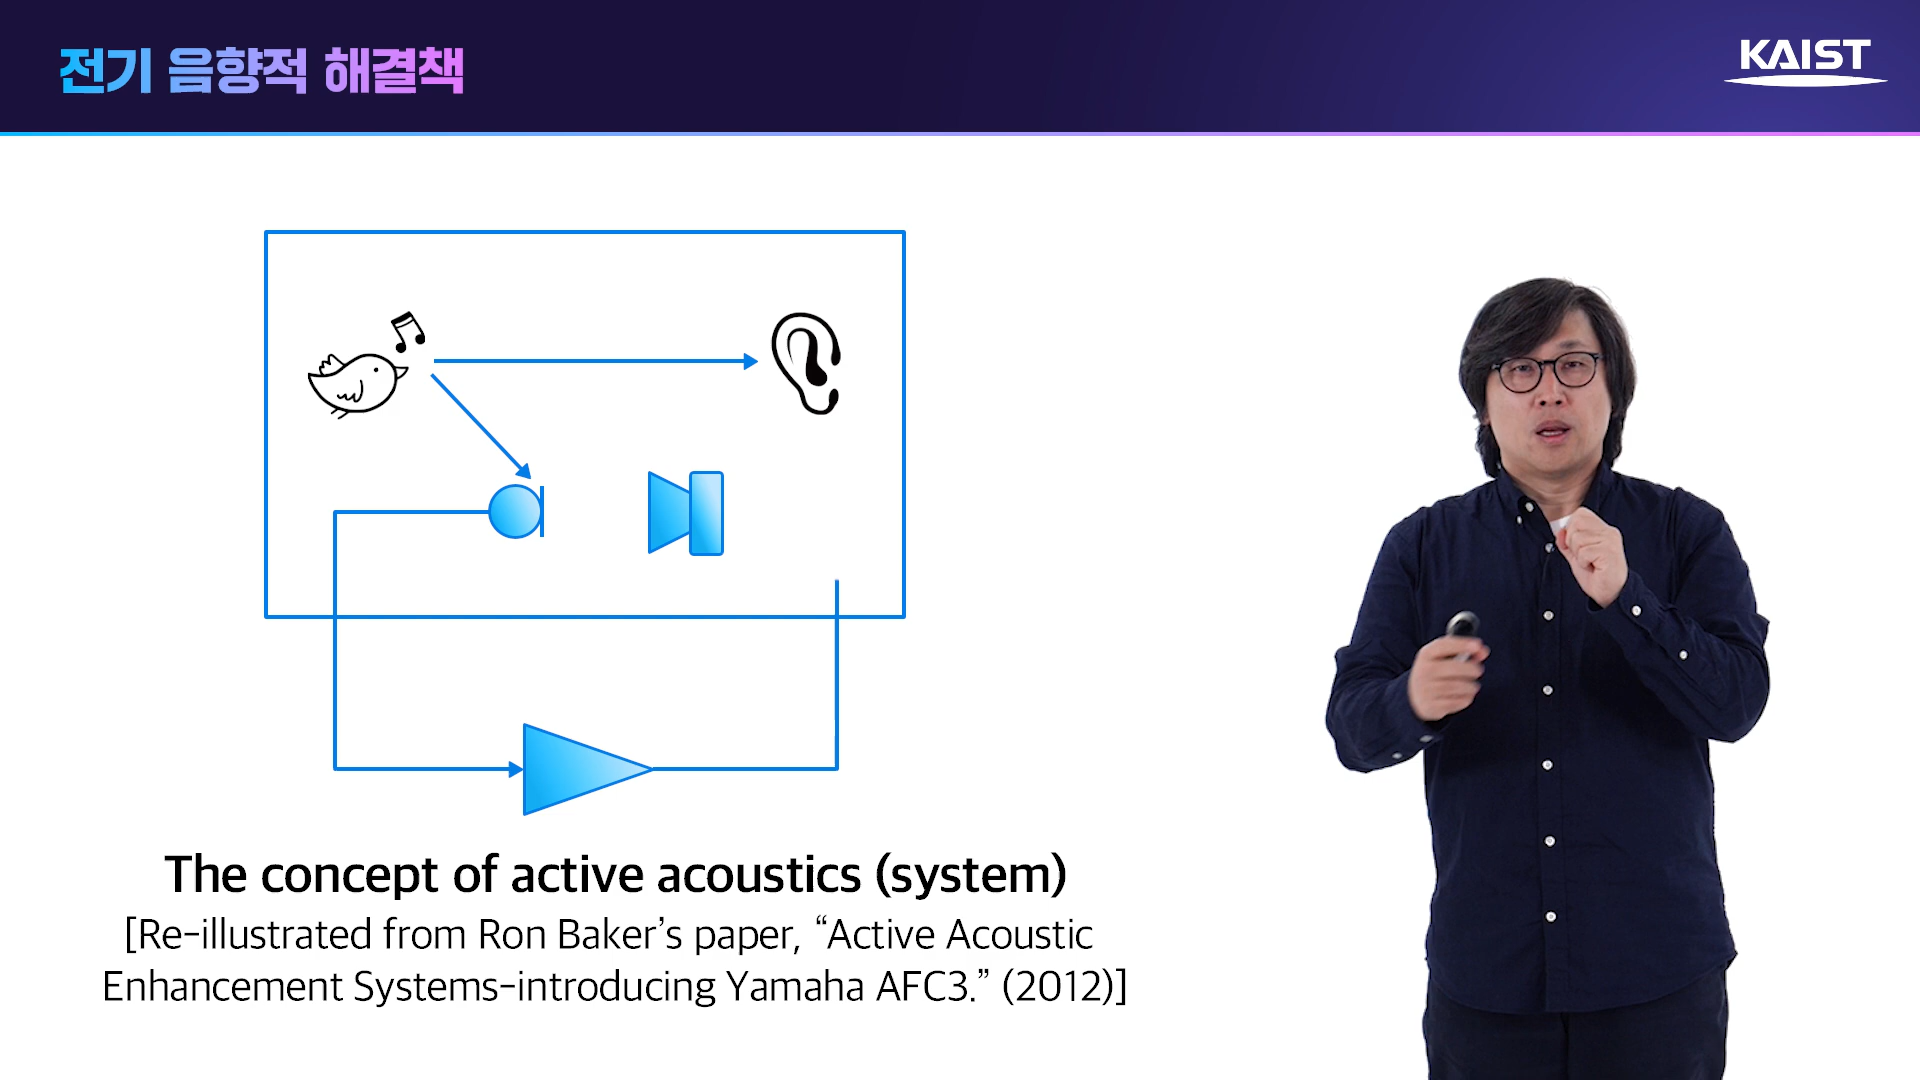 전기 음향적 해결책
KAIST
The concept of active acoustics (system)
[Re-illustrated from Ron Baker’s paper, “Active Acoustic
Enhancement Systems-introducing Yamaha AFC3.” (2012)]